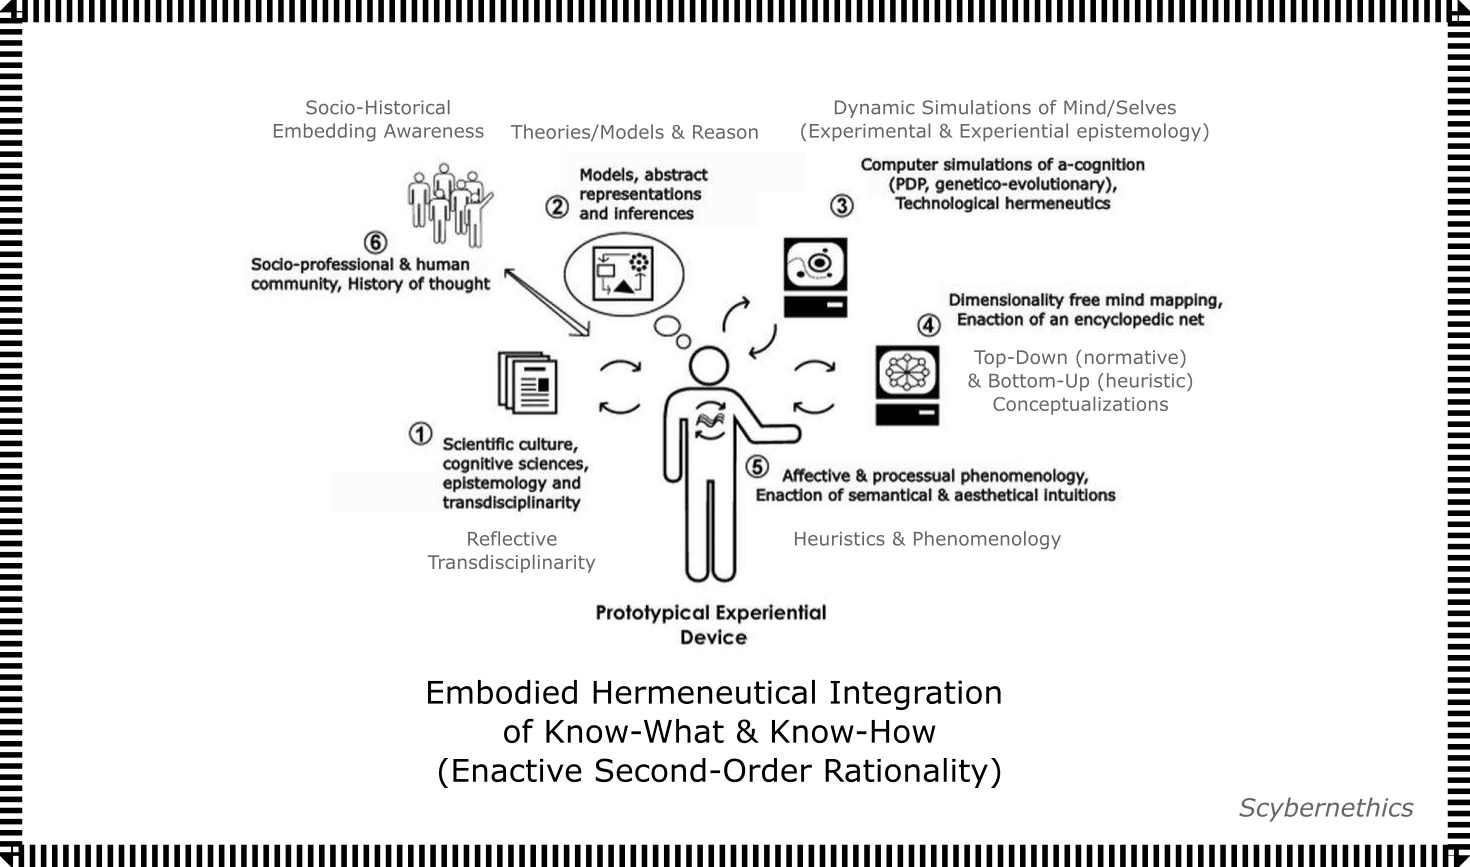 Socio-Historical
Embedding Awareness
Theories/Models & Reason
Dynamic Simulations of Mind/Selves
(Experimental & Experiential epistemology)
Models, abstract
representations
and inferences
2
Computer simulations of a-cognition
(PDP, genetico-evolutionary),
Technological hermeneutics
3
6
Socio-professional & human
community, History of thought
Dimensionality free mind mapping,
Enaction of an encyclopedic net
4
Top-Down (normative)
& Bottom-Up (heuristic)
Conceptualizations
1
Scientific culture,
cognitive sciences,
epistemology and
transdisciplinarity
5
Affective & processual phenomenology,
Enaction of semantical & aesthetical intuitions
Reflective
Transdisciplinarity
Heuristics & Phenomenology
Prototypical Experiential
Device
Embodied Hermeneutical Integration
of Know-What & Know-How
(Enactive Second-Order Rationality)
Scybernethics